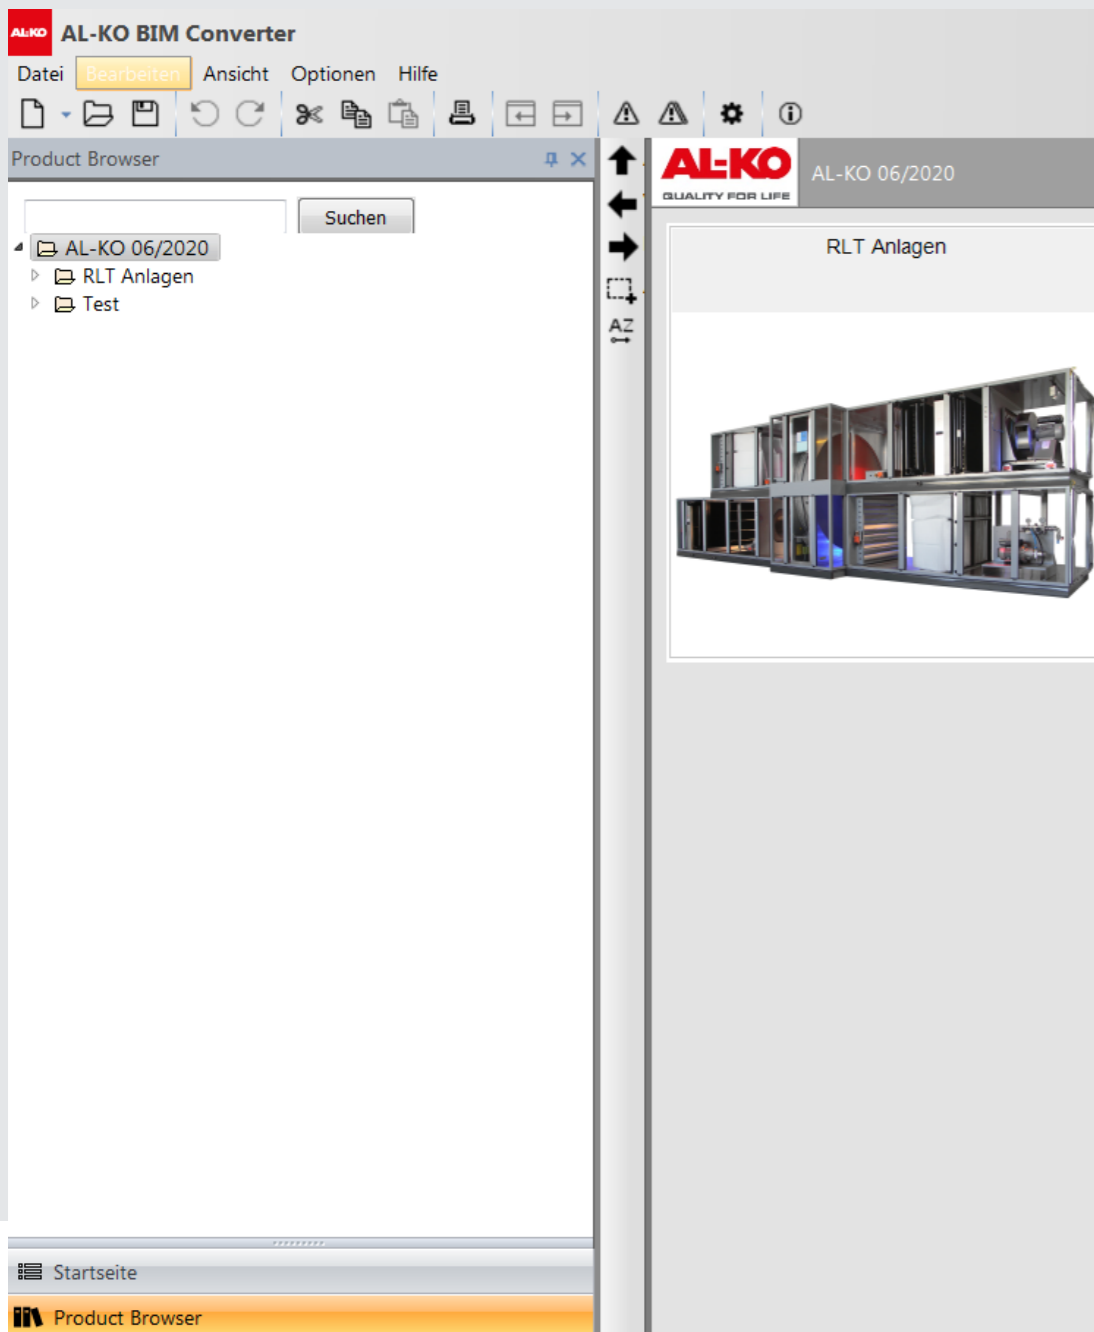 AL-KO AL-KO BIM Converter
Datei Bearbeiten Ansicht Optionen Hilfe
Product Browser
Suchen
AL-KO 06/2020
RLT Anlagen
Test
AZ
AL-KO
QUALITY FOR LIFE
AL-KO 06/2020
RLT Anlagen
Startseite
Product Browser